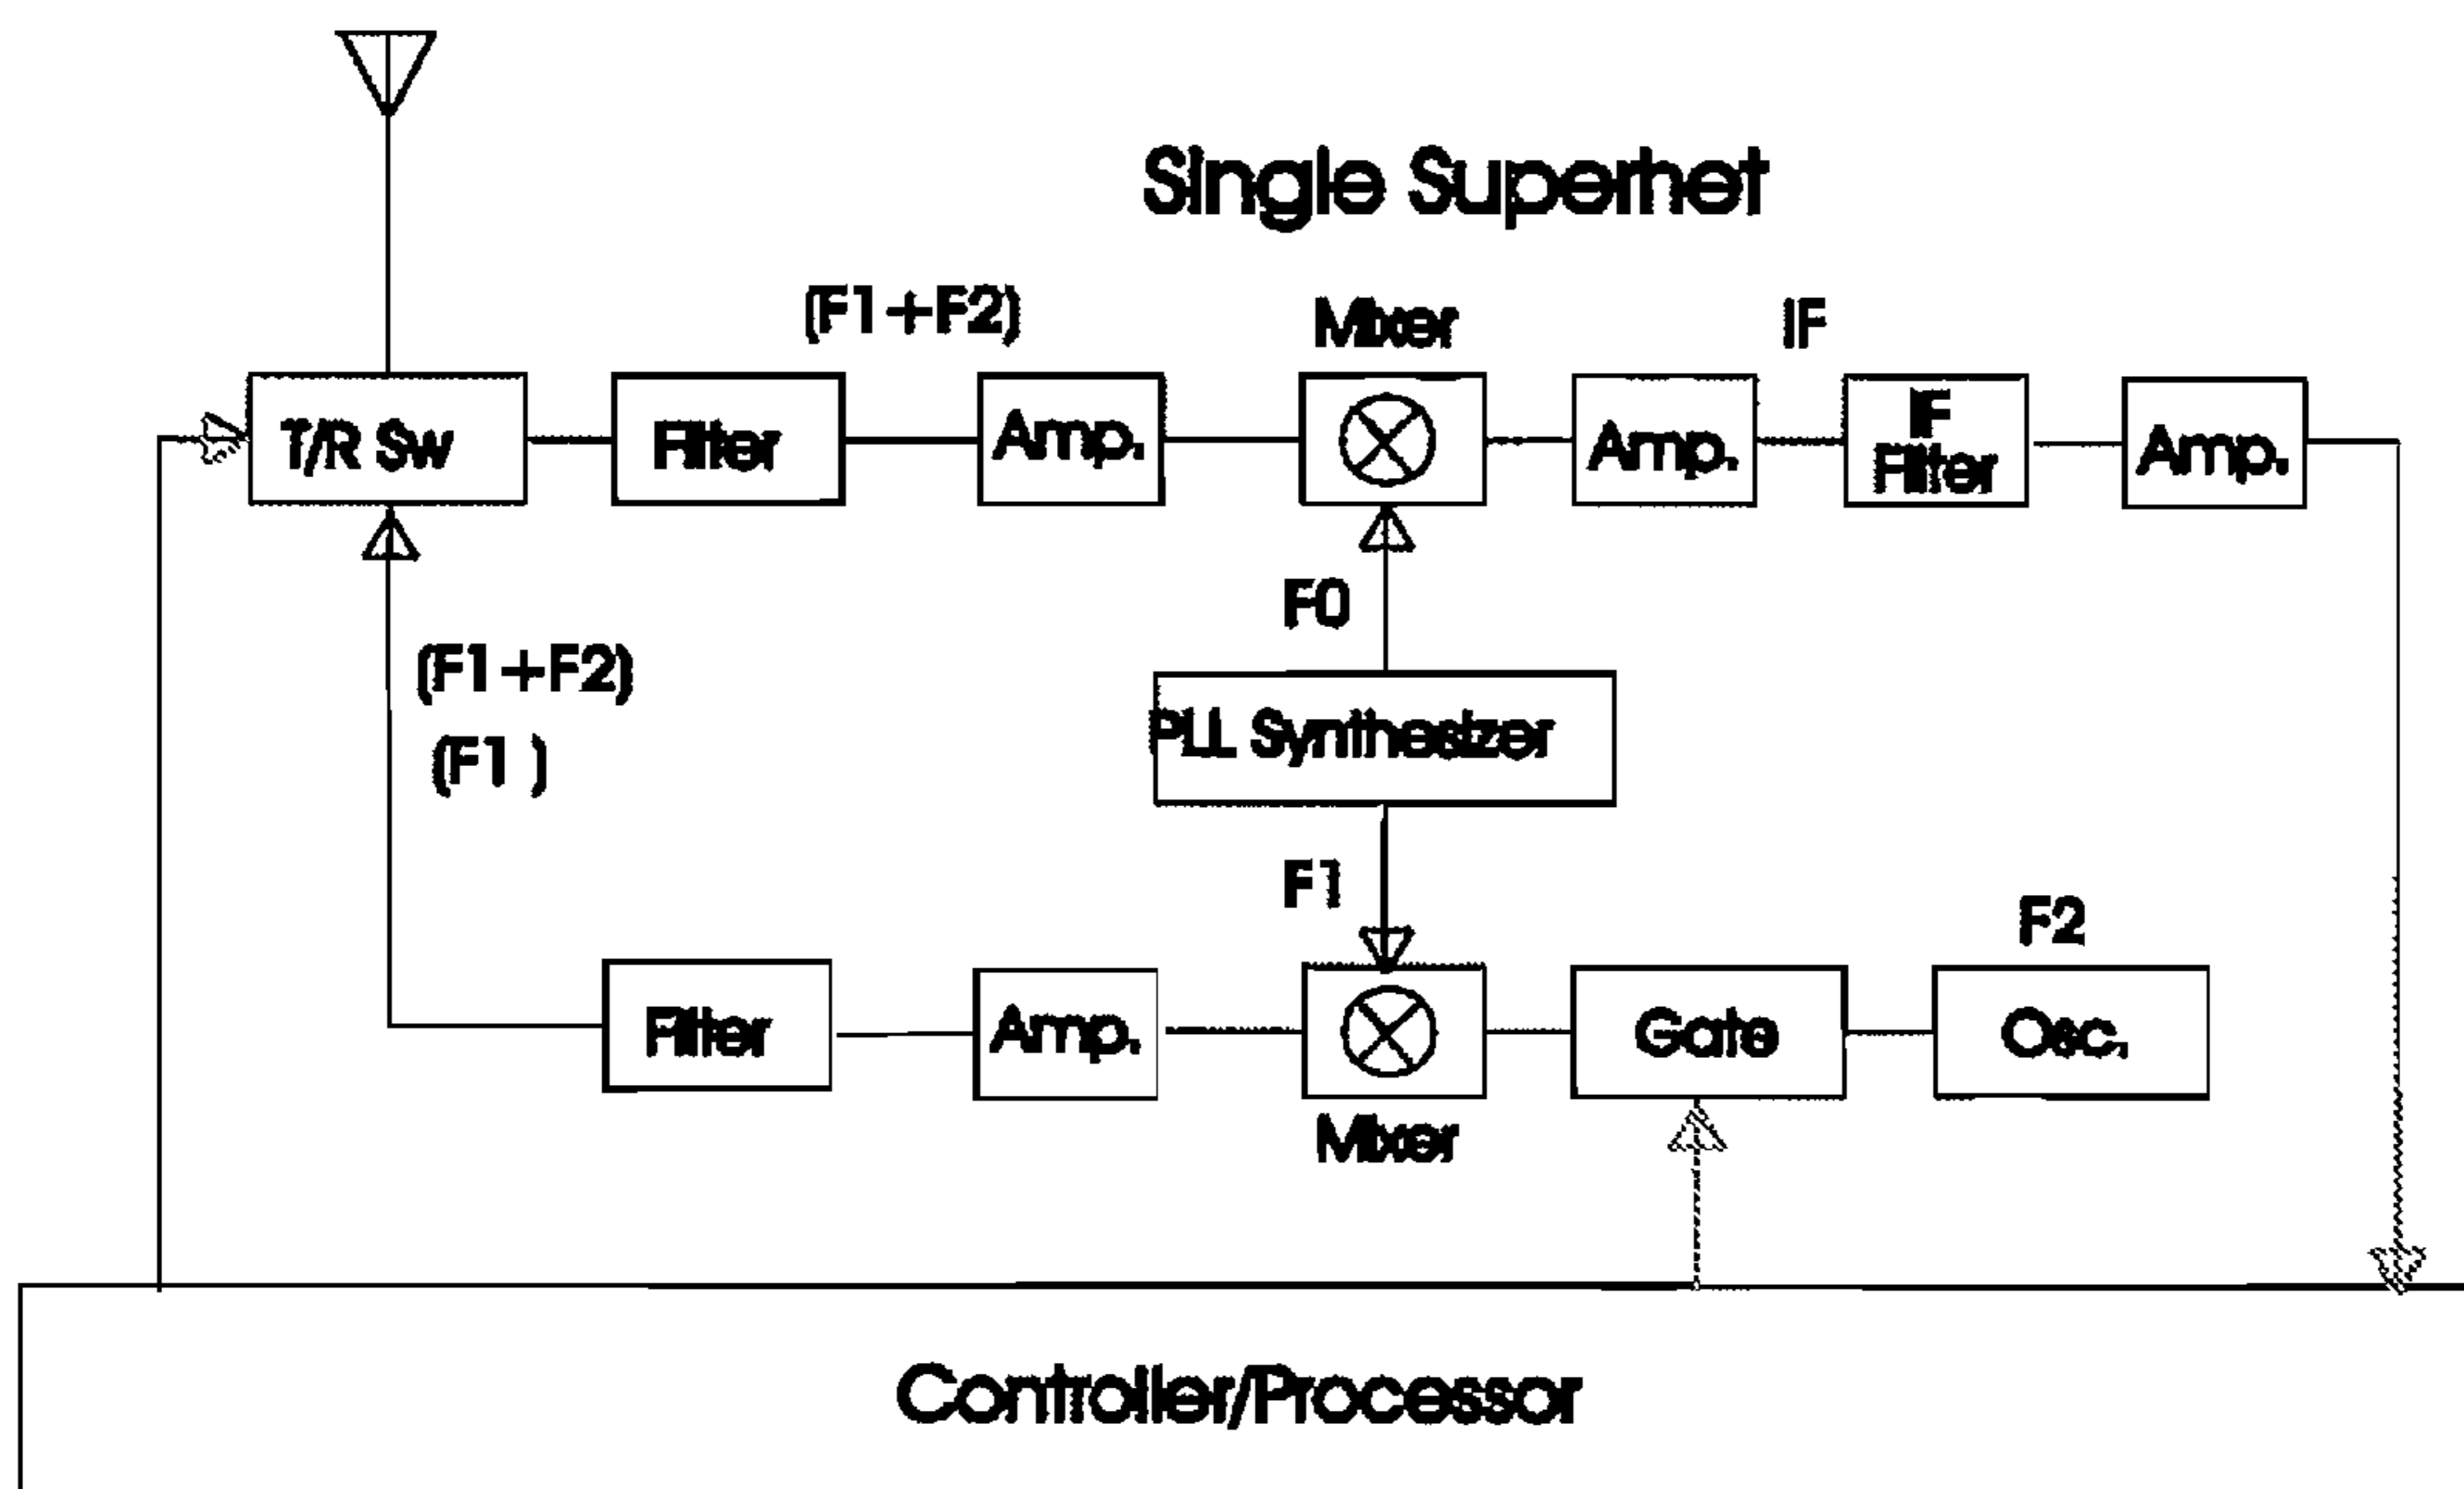 Single Superhet
(F1+F2)
Mixer
IF
T/R Sw
Filter
Amp.
Amp.
IF
Filter
Amp.
F0
(F1+F2)
(F1 )
PLL Synthesizer
F1
F2
Filter
Amp.
Gate
Osc.
Mixer
Controller/Processor